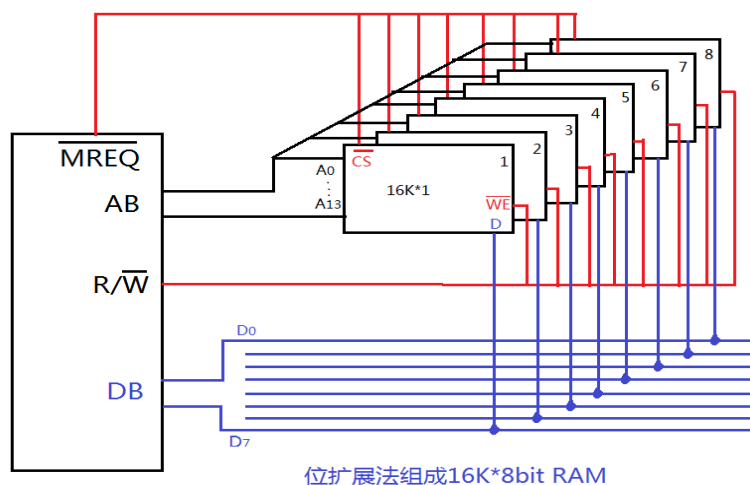 8
7
6
5
4
3
2
1
MREQ
CS
A0
16K*1
AB
A13
WE
D
R/W
D0
DB
D7
位扩展法组成16K*8bit RAM